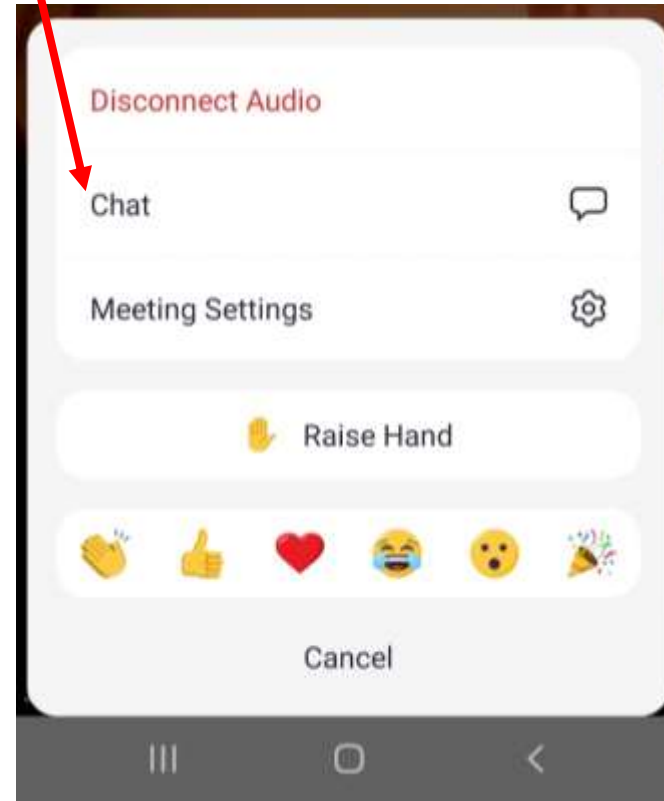 Disconnect Audio
Chat
Meeting Settings
Raise Hand
Cancel